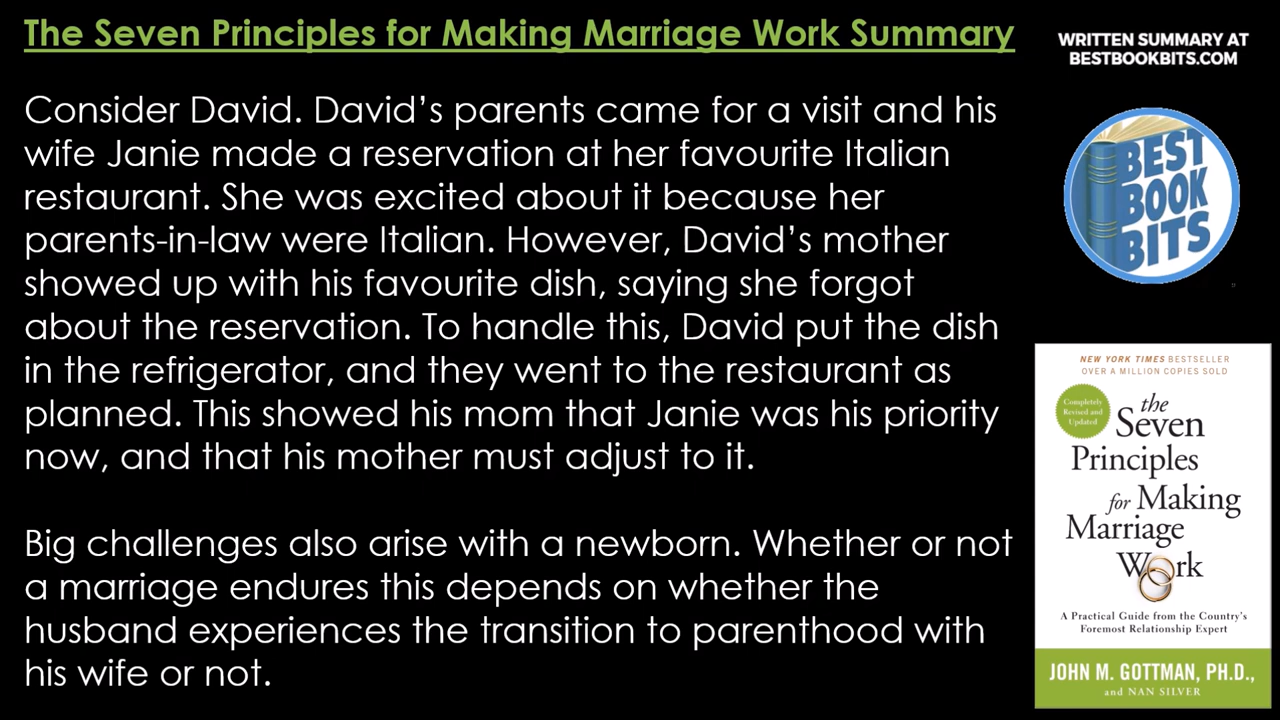 The Seven Principles for Making Marriage Work Summary
Consider David. David’s parents came for a visit and his
wife Janie made a reservation at her favourite Italian
restaurant. She was excited about it because her
parents-in-law were Italian. However, David’s mother
showed up with his favourite dish, saying she forgot
about the reservation. To handle this, David put the dish
in the refrigerator, and they went to the restaurant as
planned. This showed his mom that Janie was his priority
now, and that his mother must adjust to it.
Big challenges also arise with a newborn. Whether or not
a marriage endures this depends on whether the
husband experiences the transition to parenthood with
his wife or not.
WRITTEN SUMMARY AT
BESTBOOKBITS.COM
BEST
BOOK
BITS
NEW YORK TIMES BESTSELLER
OVER A MILLION COPIES SOLD
Completely
Revised and
Updated
the
Seven
Principles
for Making
Marriage
Work
A Practical Guide from the Country's
Foremost Relationship Expert
JOHN M. GOTTMAN, PH.D.,
and NAN SILVER